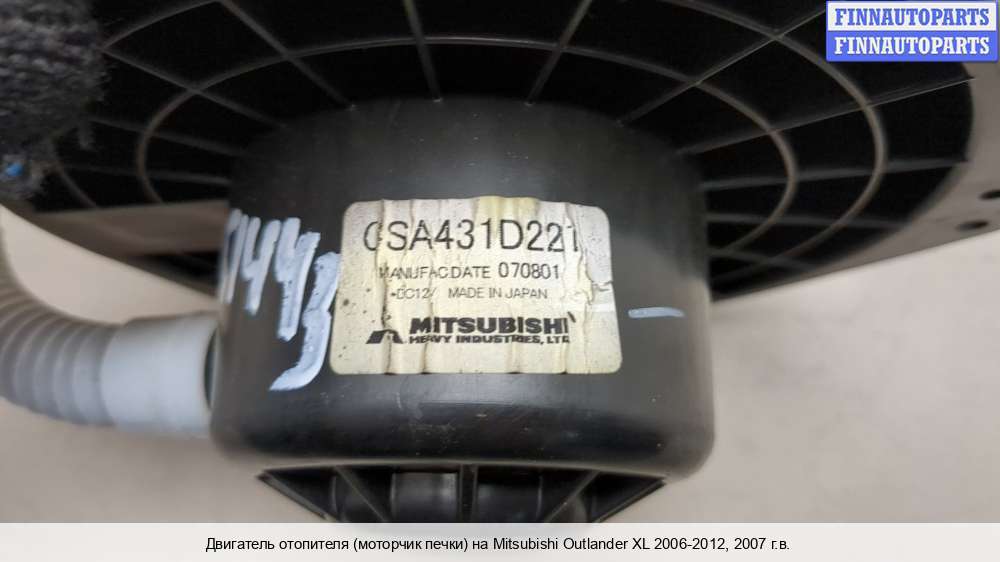 FINNAUTOPARTS
FINNAUTOPARTS
CSA431D221
MANUFAC.DATE 070801
DC12V MADE IN JAPAN
MITSUBISHI
HEAVY INDUSTRIES, LTD.
Двигатель отопителя (моторчик печки) на Mitsubishi Outlander XL 2006-2012, 2007 г.в.